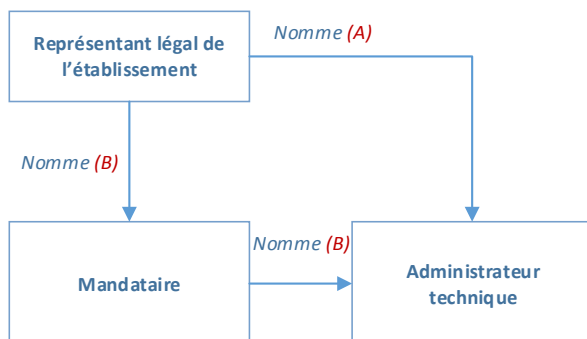 Représentant légal de
l’établissement
Nomme (A)
Nomme (B)
Nomme (B)
Mandataire
Administrateur
technique